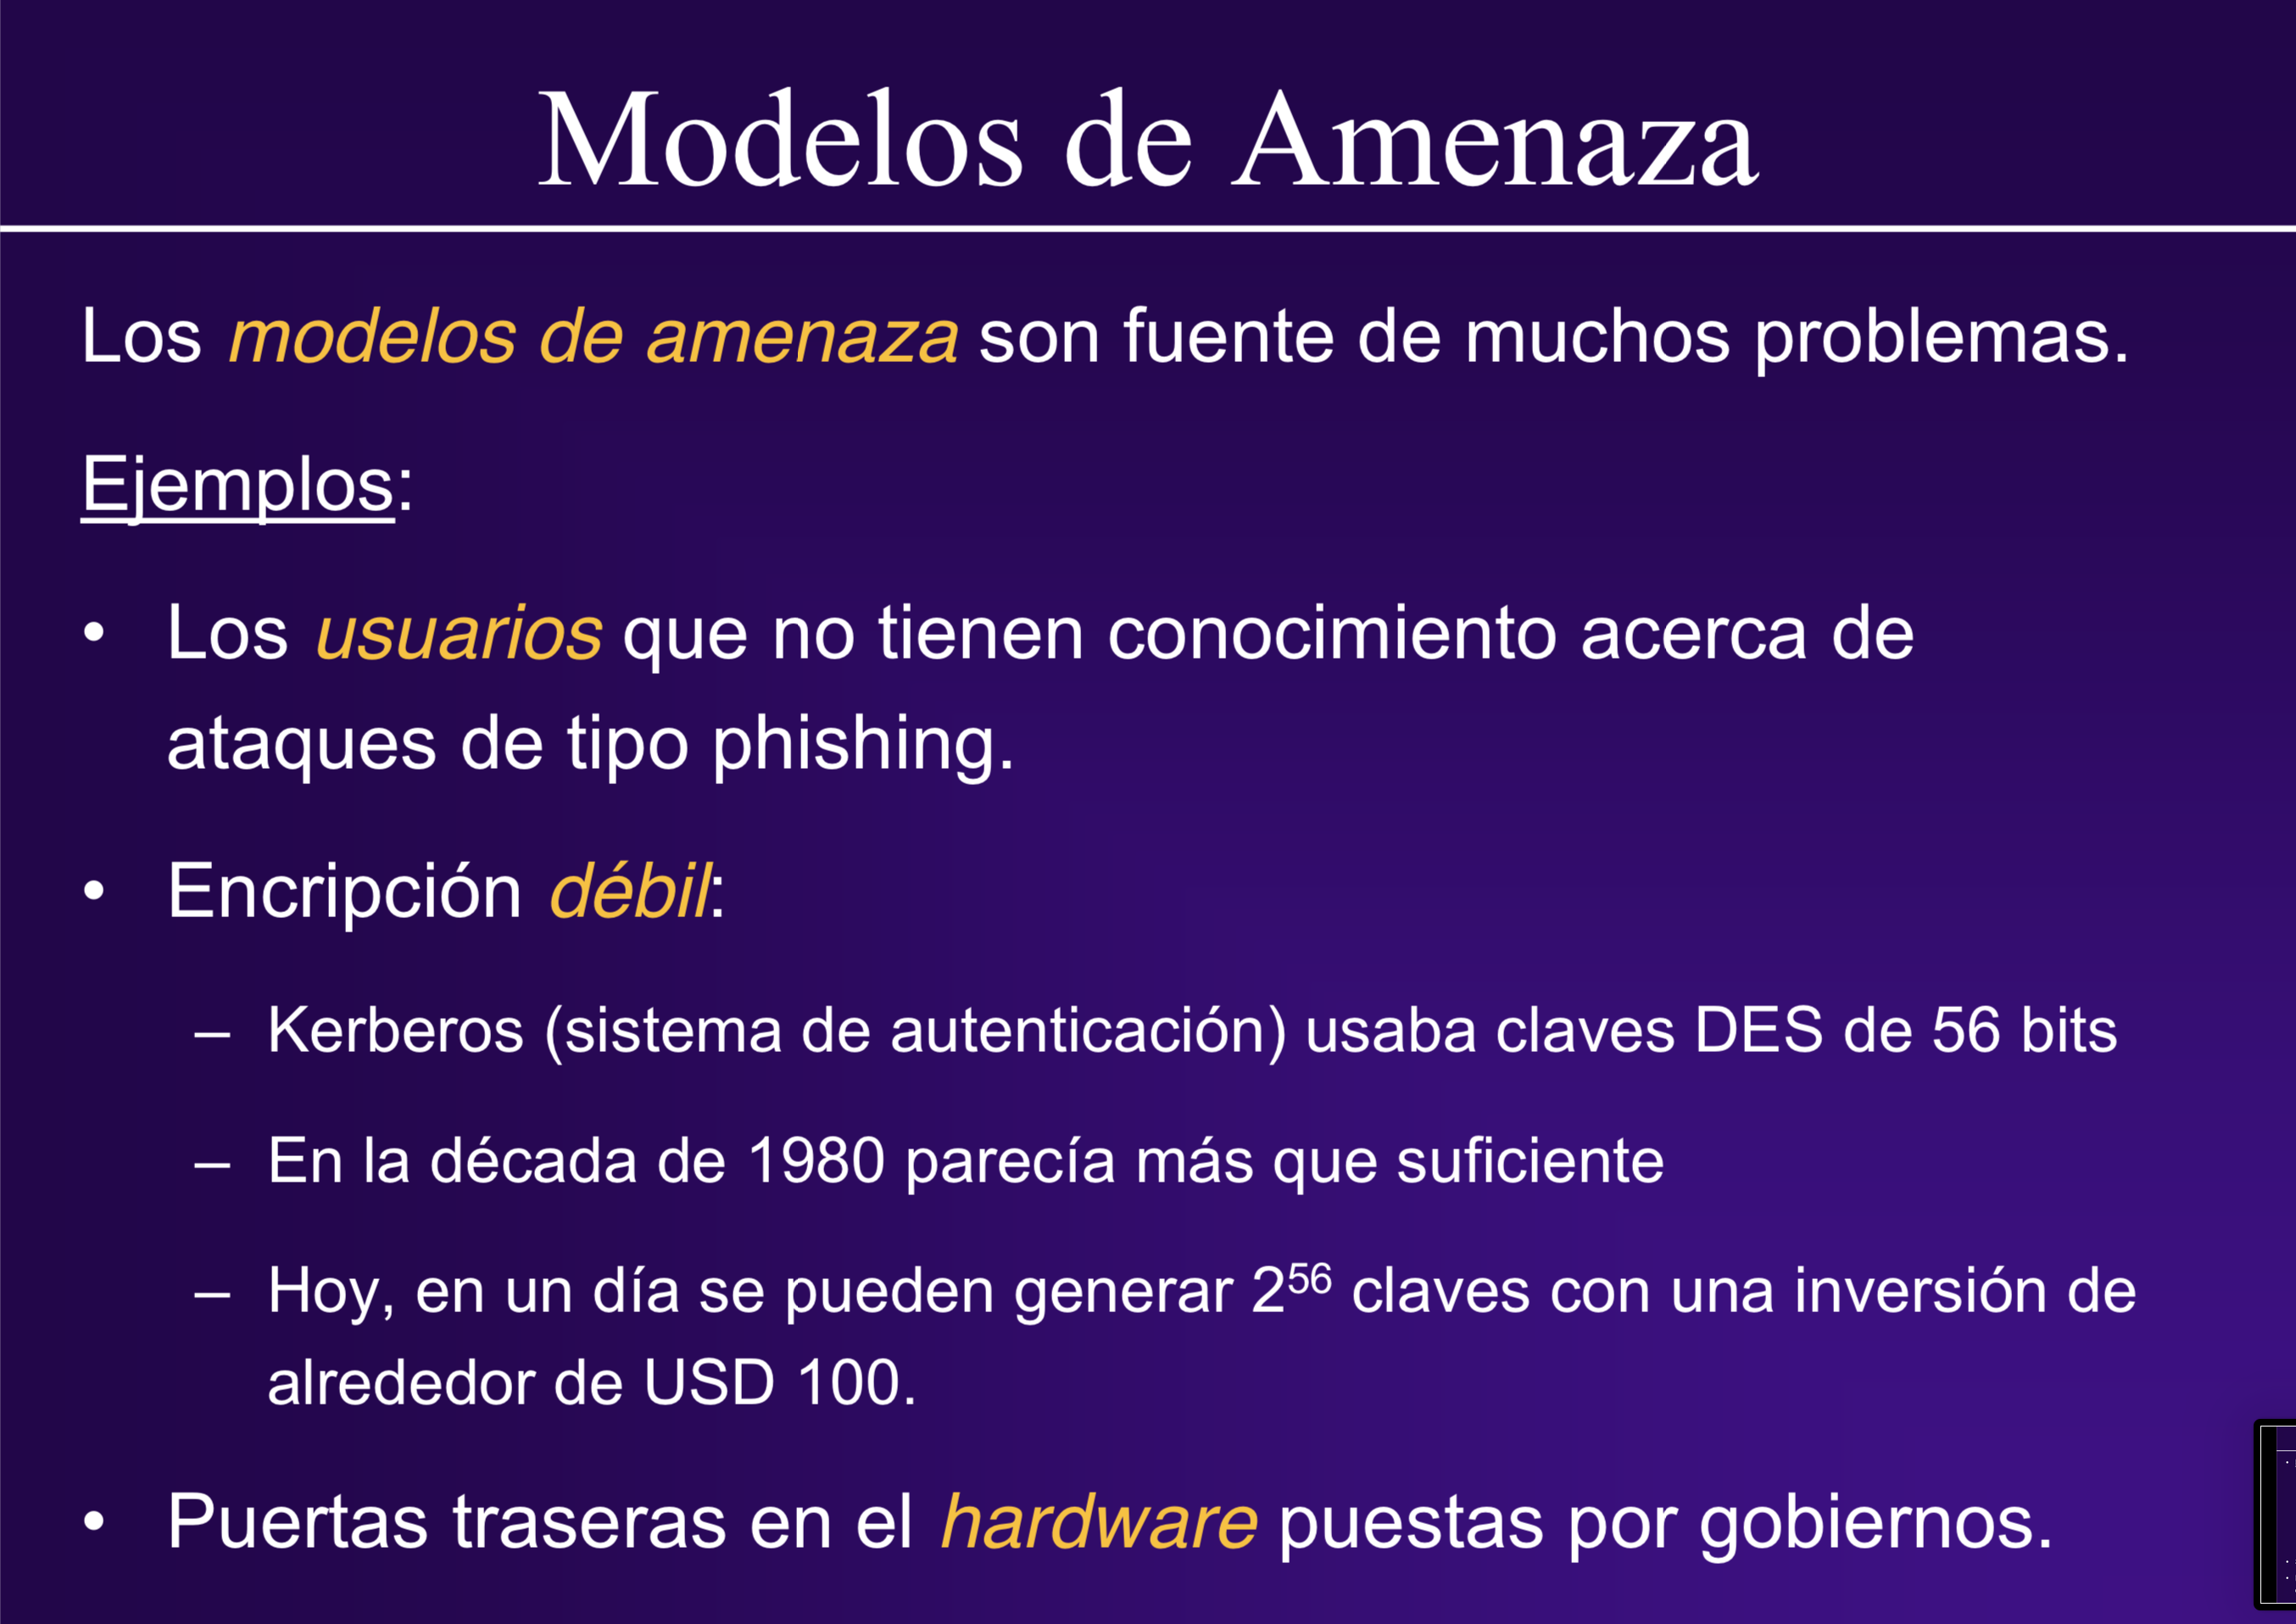 Modelos de Amenaza
Los modelos de amenaza son fuente de muchos problemas.
Ejemplos:
• Los usuarios que no tienen conocimiento acerca de
ataques de tipo phishing.
• Encripción débil:
– Kerberos (sistema de autenticación) usaba claves DES de 56 bits
– En la década de 1980 parecía más que suficiente
– Hoy, en un día se pueden generar 2⁵⁶ claves con una inversión de
alrededor de USD 100.
• Puertas traseras en el hardware puestas por gobiernos.